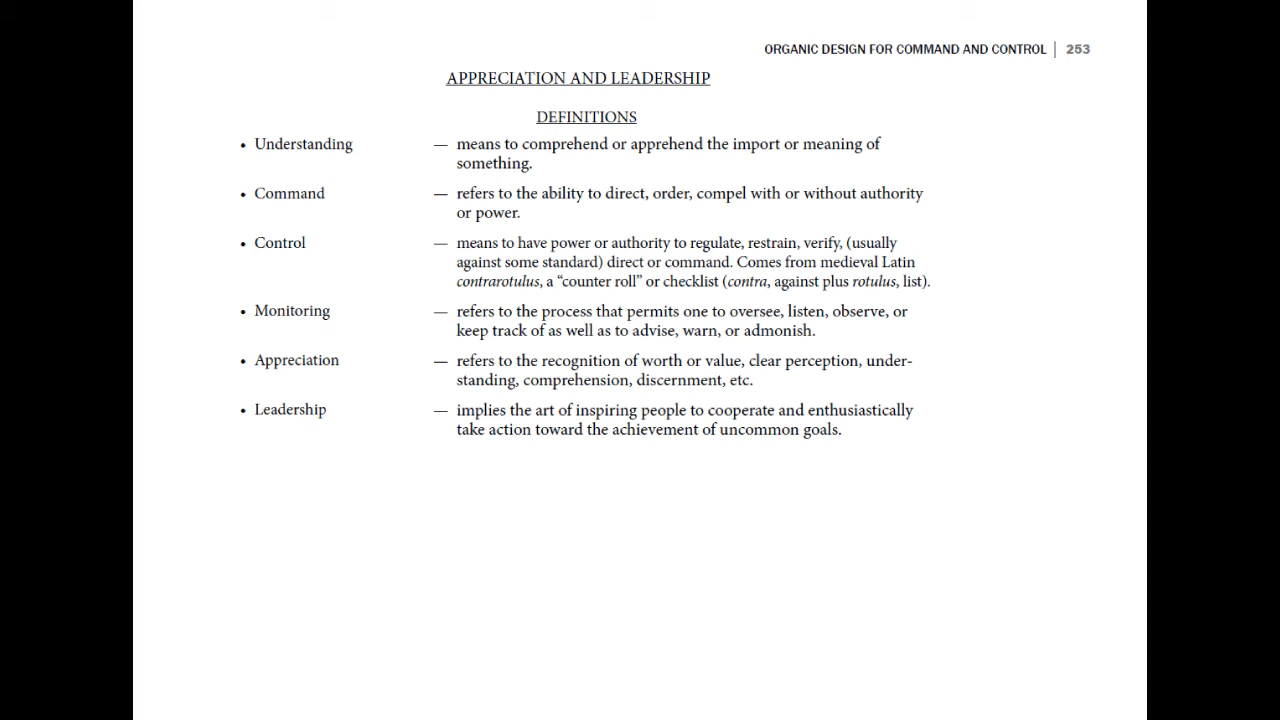 ORGANIC DESIGN FOR COMMAND AND CONTROL | 253
APPRECIATION AND LEADERSHIP
DEFINITIONS
• Understanding — means to comprehend or apprehend the import or meaning of
something.
• Command — refers to the ability to direct, order, compel with or without authority
or power.
• Control — means to have power or authority to regulate, restrain, verify, (usually
against some standard) direct or command. Comes from medieval Latin
contrarotulus, a “counter roll” or checklist (contra, against plus rotulus, list).
• Monitoring — refers to the process that permits one to oversee, listen, observe, or
keep track of as well as to advise, warn, or admonish.
• Appreciation — refers to the recognition of worth or value, clear perception, under-
standing, comprehension, discernment, etc.
• Leadership — implies the art of inspiring people to cooperate and enthusiastically
take action toward the achievement of uncommon goals.